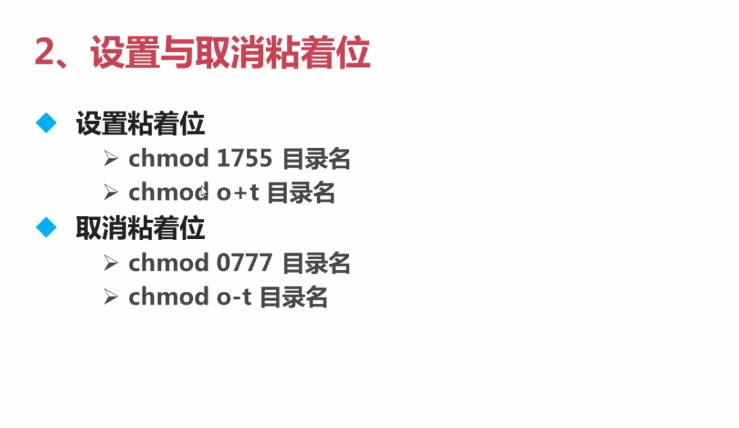 2、设置与取消粘着位
设置粘着位
chmod 1755 目录名
chmod o+t 目录名
取消粘着位
chmod 0777 目录名
chmod o-t 目录名